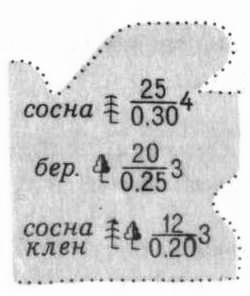 сосна 25/0.30 4
бер. 20/0.25 3
сосна 12/0.20 3
клен